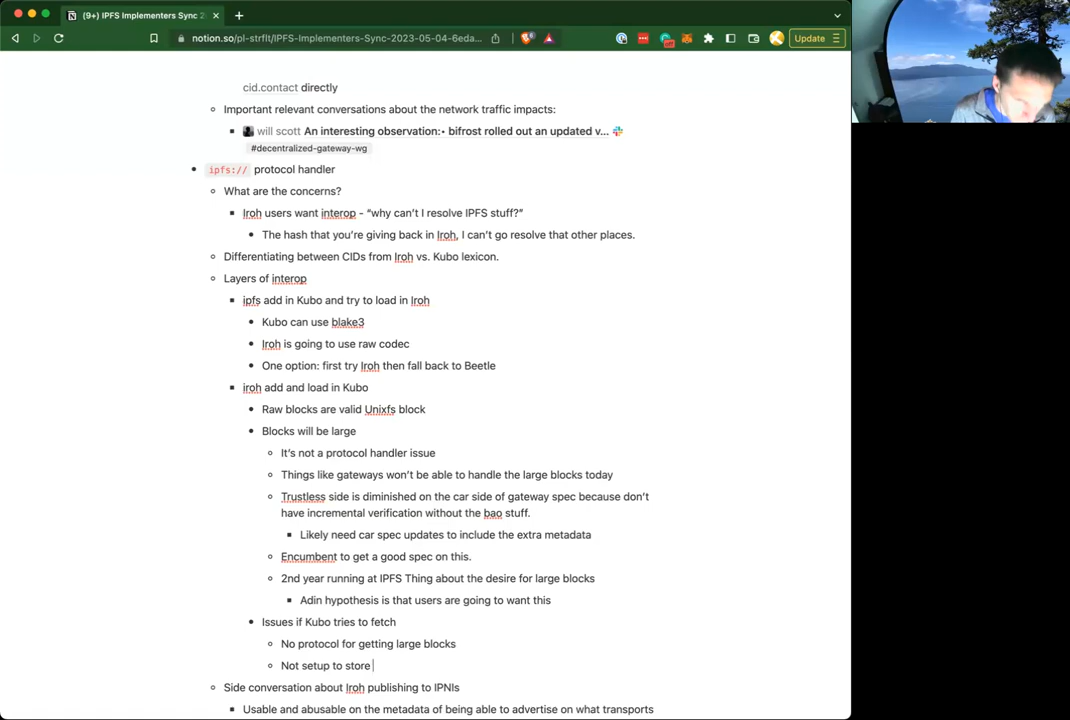 (9+) IPFS Implementers Sync 2
notion.so/pl-strflt/IPFS-Implementers-Sync-2023-05-04-6eda...
Update
cid.contact directly
Important relevant conversations about the network traffic impacts:
will scott An interesting observation:• bifrost rolled out an updated v...
#decentralized-gateway-wg
ipfs:// protocol handler
What are the concerns?
Iroh users want interop - “why can’t I resolve IPFS stuff?”
The hash that you’re giving back in Iroh, I can’t go resolve that other places.
Differentiating between CIDs from Iroh vs. Kubo lexicon.
Layers of interop
ipfs add in Kubo and try to load in Iroh
Kubo can use blake3
Iroh is going to use raw codec
One option: first try Iroh then fall back to Beetle
iroh add and load in Kubo
Raw blocks are valid Unixfs block
Blocks will be large
It’s not a protocol handler issue
Things like gateways won’t be able to handle the large blocks today
Trustless side is diminished on the car side of gateway spec because don’t
have incremental verification without the bao stuff.
Likely need car spec updates to include the extra metadata
Encumbent to get a good spec on this.
2nd year running at IPFS Thing about the desire for large blocks
Adin hypothesis is that users are going to want this
Issues if Kubo tries to fetch
No protocol for getting large blocks
Not setup to store
Side conversation about Iroh publishing to IPNIs
Usable and abusable on the metadata of being able to advertise on what transports